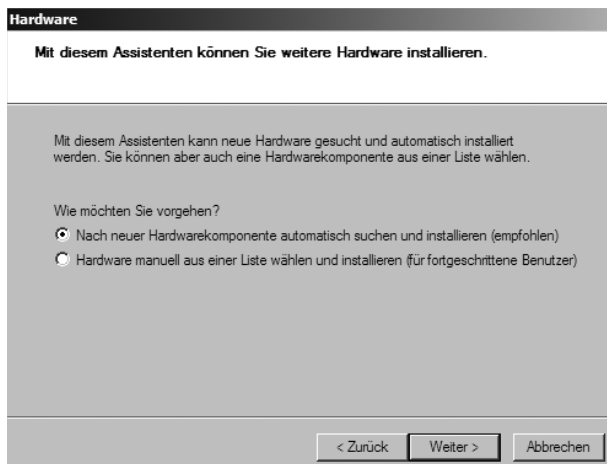 Hardware
Mit diesem Assistenten können Sie weitere Hardware installieren.
Mit diesem Assistenten kann neue Hardware gesucht und automatisch installiert
werden. Sie können aber auch eine Hardwarekomponente aus einer Liste wählen.
Wie möchten Sie vorgehen?
Nach neuer Hardwarekomponente automatisch suchen und installieren (empfohlen)
Hardware manuell aus einer Liste wählen und installieren (für fortgeschrittene Benutzer)
< Zurück Weiter > Abbrechen